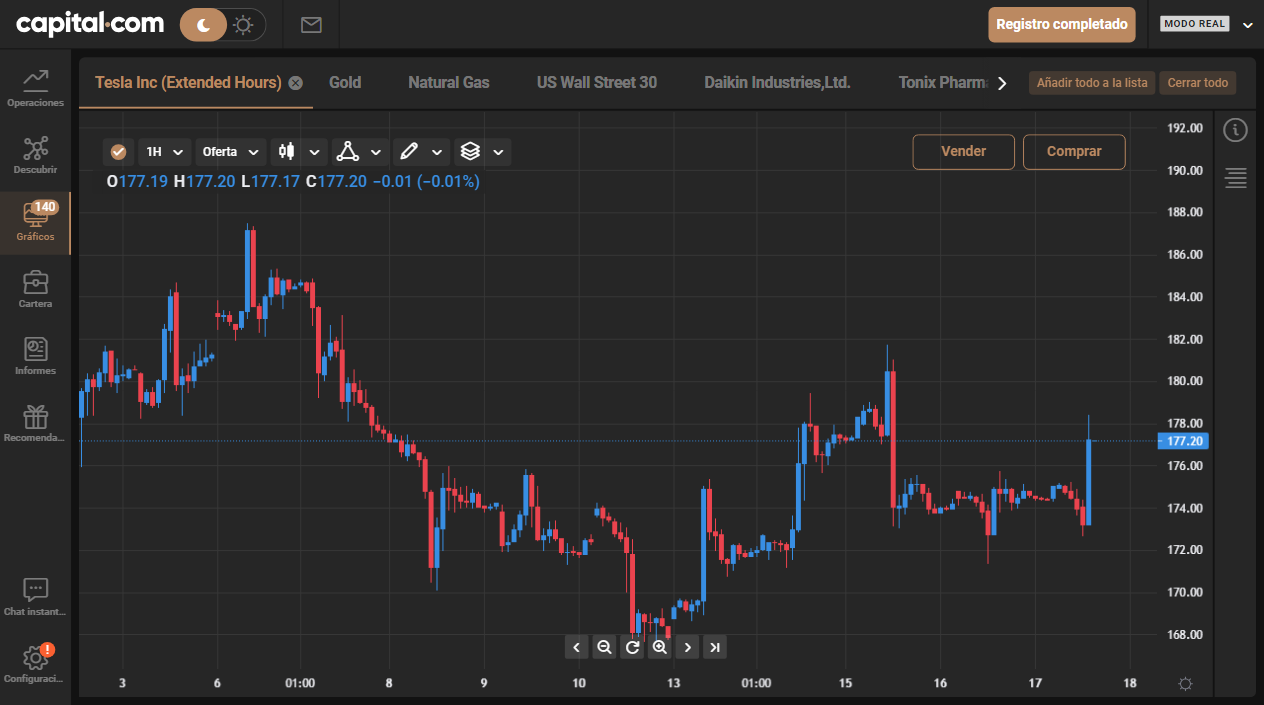 capital.com
Registro completado
MODO REAL
Operaciones
Descubrir
140
Gráficos
Cartera
Informes
Recomenda...
Chat instant...
!
Configuraci...
Tesla Inc (Extended Hours)
Gold
Natural Gas
US Wall Street 30
Daikin Industries,Ltd.
Tonix Pharm
Añadir todo a la lista
Cerrar todo
1H
Oferta
Vender
Comprar
O177.19 H177.20 L177.17 C177.20 −0.01 (−0.01%)
192.00
190.00
188.00
186.00
184.00
182.00
180.00
178.00
177.20
176.00
174.00
172.00
170.00
168.00
3
6
01:00
8
9
10
13
01:00
15
16
17
18